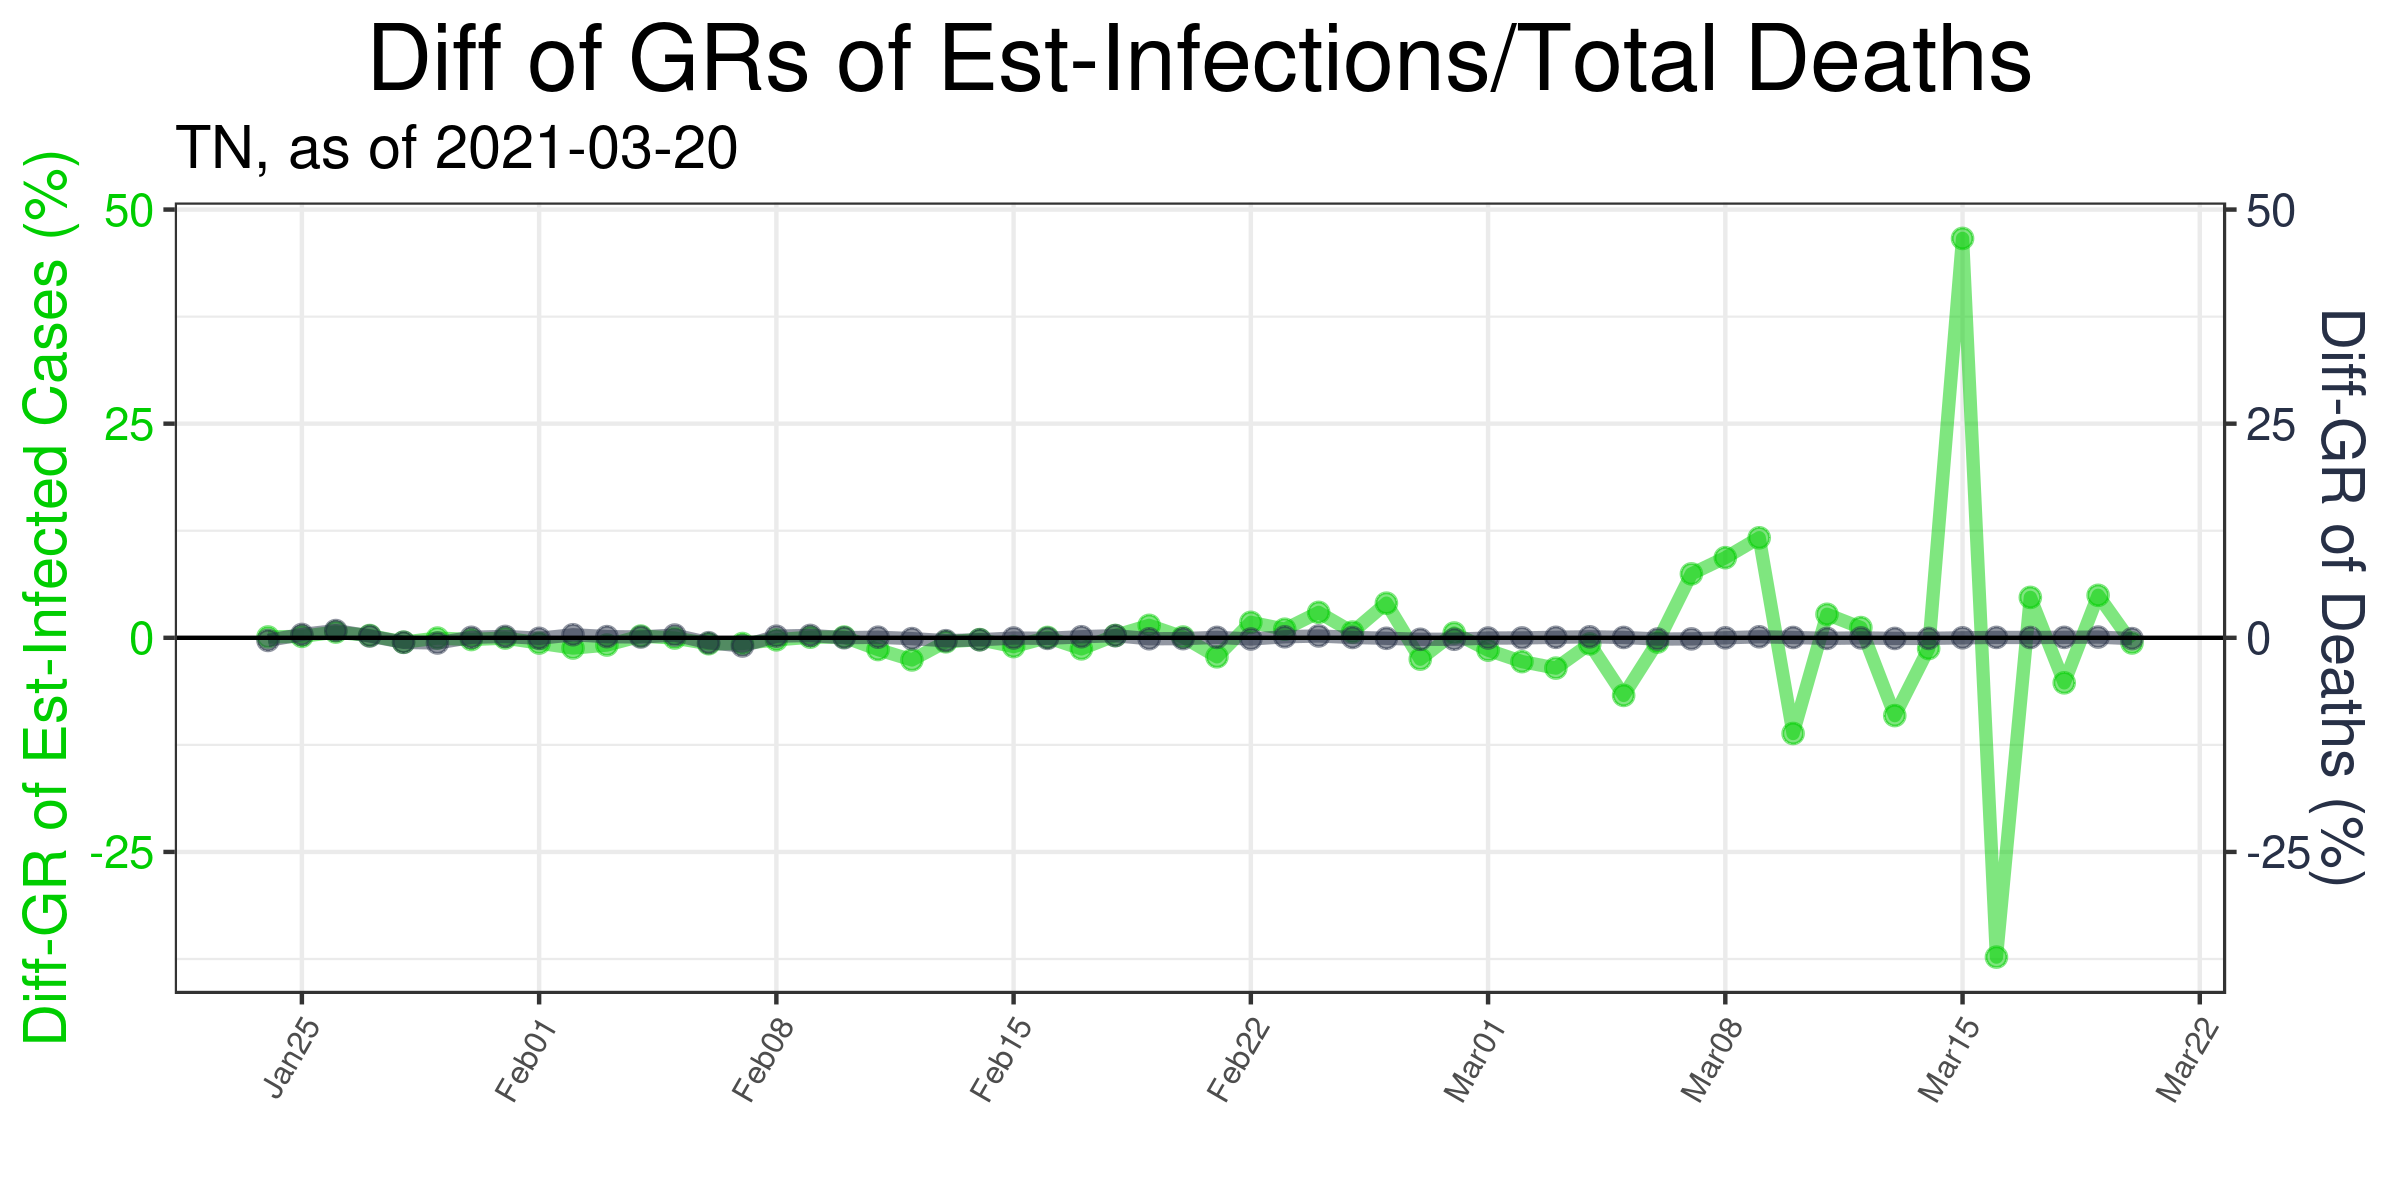 Diff of GRs of Est-Infections/Total Deaths
TN, as of 2021-03-20
Diff-GR of Est-Infected Cases (%)
50
25
0
-25
50
25
0
-25
Diff-GR of Deaths (%)
Jan25
Feb01
Feb08
Feb15
Feb22
Mar01
Mar08
Mar15
Mar22